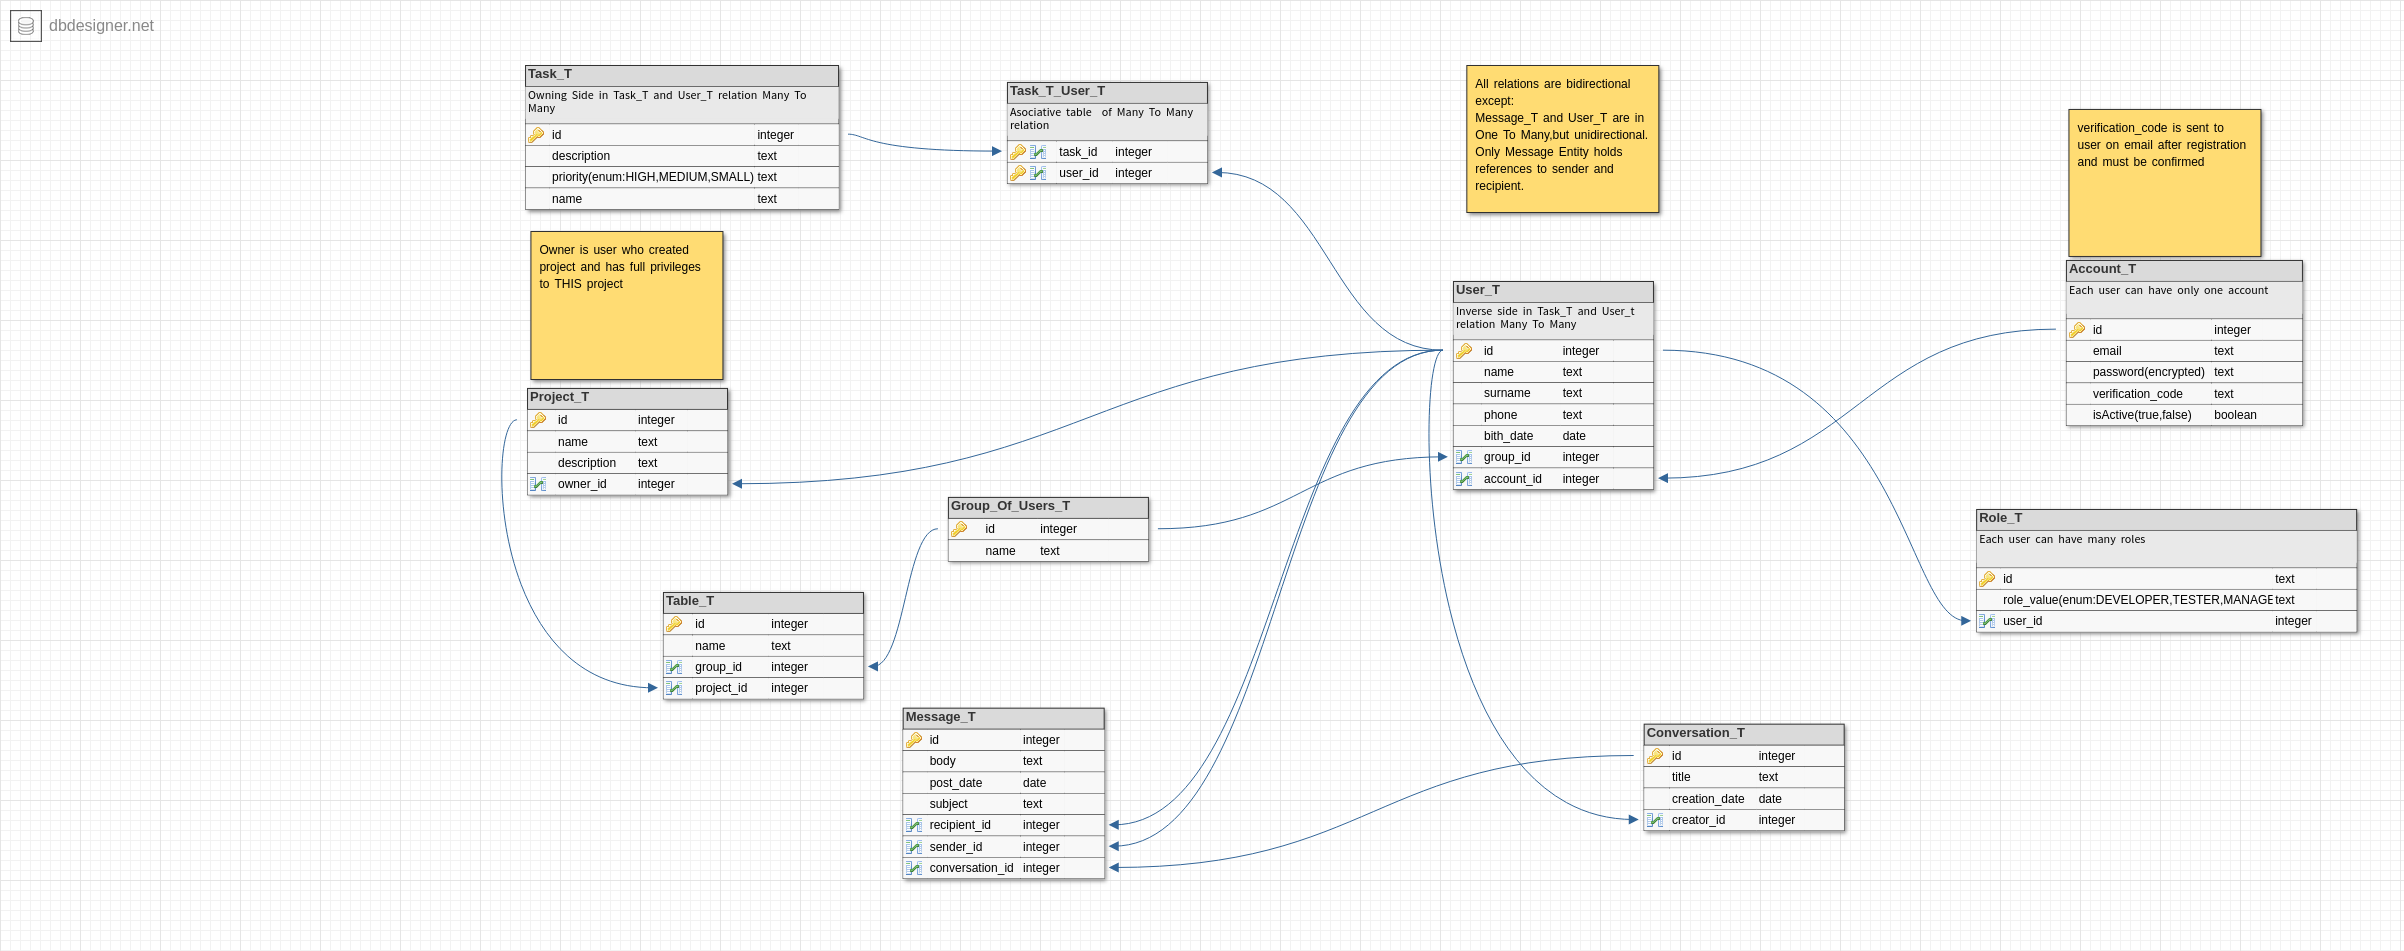 dbdesigner.net
Task_T
Owning Side in Task_T and User_T relation Many To
Many
id integer
description text
priority(enum:HIGH,MEDIUM,SMALL) text
name text
Task_T_User_T
Asociative table of Many To Many
relation
task_id integer
user_id integer
All relations are bidirectional
except:
Message_T and User_T are in
One To Many,but unidirectional.
Only Message Entity holds
references to sender and
recipient.
verification_code is sent to
user on email after registration
and must be confirmed
Owner is user who created
project and has full privileges
to THIS project
Project_T
id integer
name text
description text
owner_id integer
User_T
Inverse side in Task_T and User_t
relation Many To Many
id integer
name text
surname text
phone text
bith_date date
group_id integer
account_id integer
Account_T
Each user can have only one account
id integer
email text
password(encrypted) text
verification_code text
isActive(true,false) boolean
Group_Of_Users_T
id integer
name text
Role_T
Each user can have many roles
id text
role_value(enum:DEVELOPER,TESTER,MANAGE text
user_id integer
Table_T
id integer
name text
group_id integer
project_id integer
Message_T
id integer
body text
post_date date
subject text
recipient_id integer
sender_id integer
conversation_id integer
Conversation_T
id integer
title text
creation_date date
creator_id integer